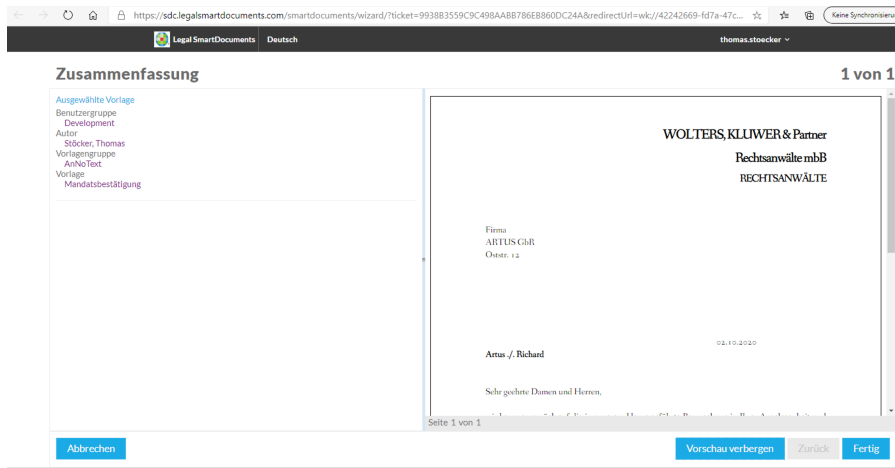 https://sdc.legalsmartdocuments.com/smartdocuments/wizard/?ticket=9938B3559C9C498AABB786EB860DC24A&redirectUrl=wk://42242669-fd7a-47c...
Keine Synchronisieru
Legal SmartDocuments Deutsch thomas.stoecker
Zusammenfassung 1 von 1
Ausgewählte Vorlage
Benutzergruppe
Development
Autor
Stöcker, Thomas
Vorlagengruppe
AnNoText
Vorlage
Mandatsbestätigung
WOLTERS, KLUWER & Partner
Rechtsanwälte mbB
RECHTSANWÄLTE
Firma
ARTUS GbR
Oststr. 12
02.10.2020
Artus ./. Richard
Sehr geehrte Damen und Herren,
Seite 1 von 1
Abbrechen Vorschau verbergen Zurück Fertig